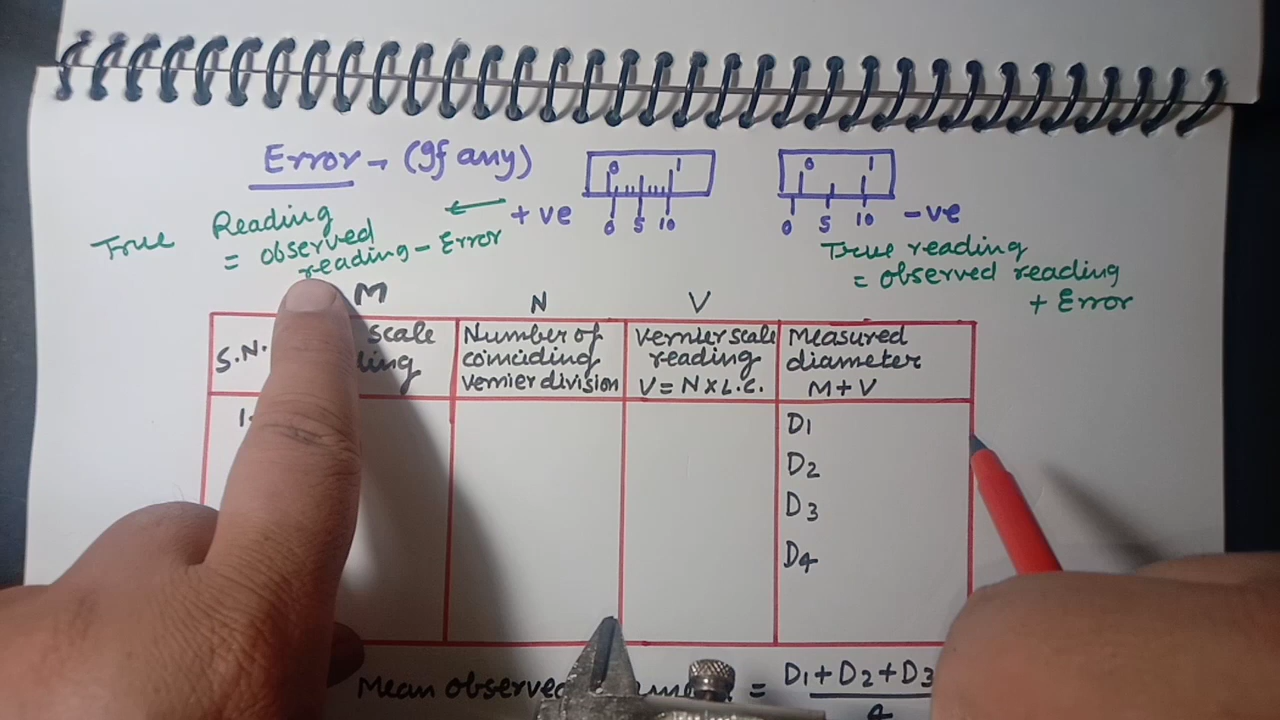 Error → (If any)
0 1
0 5 10
+ve
0 1
0 5 10
-ve
True Reading
= observed
reading - Error
True reading
= observed reading
+ Error
M N V
S.N. scale
Number of
coinciding
Vernier division
Vernier scale
reading
V = N × L.C.
Measured
diameter
M + V
1.
D1
D2
D3
D4
Mean observed = D1 + D2 + D3
4